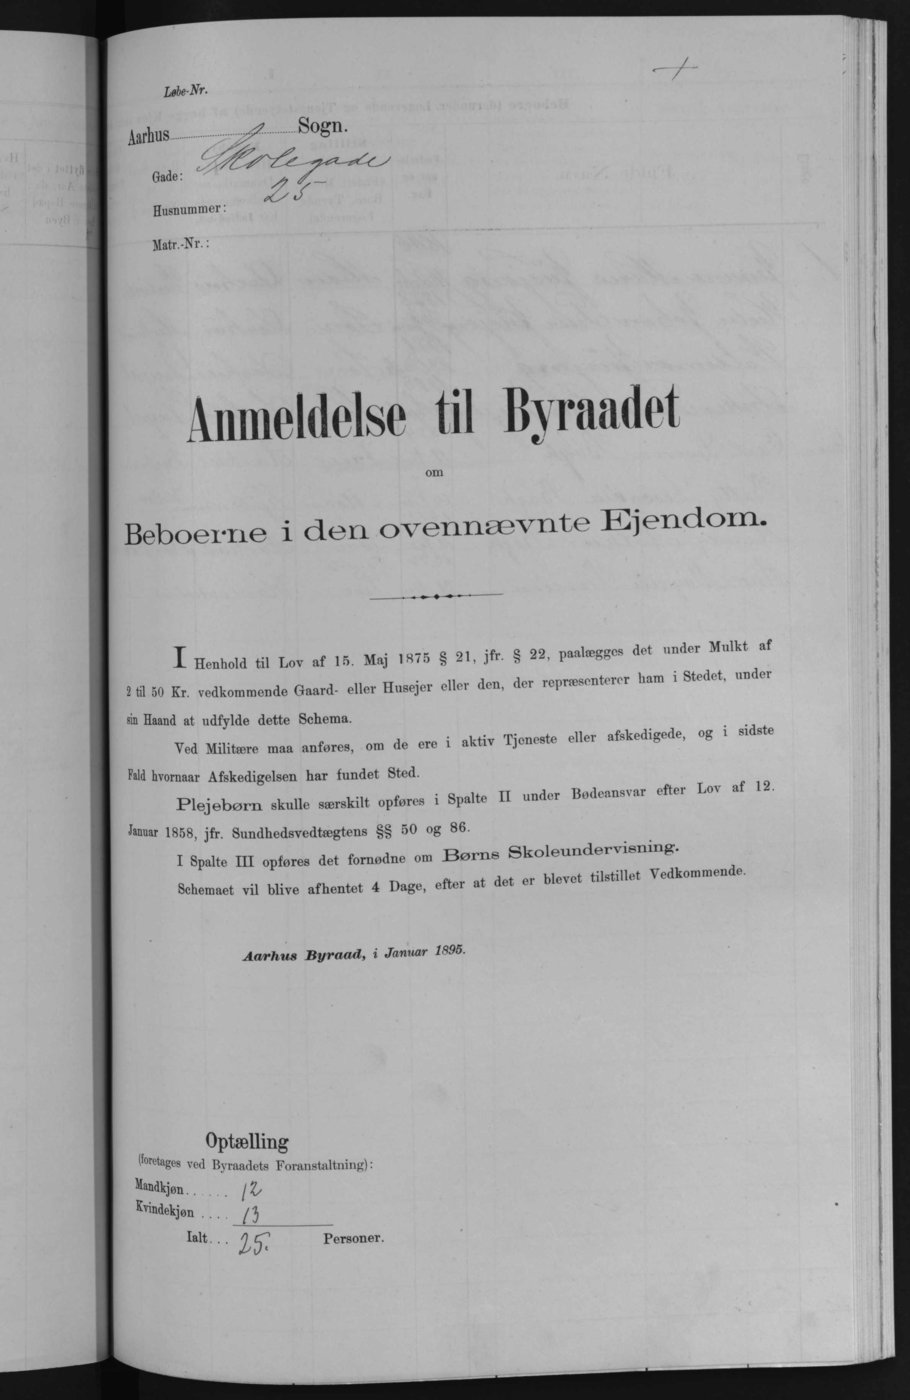 Løbe-Nr.
Aarhus Sogn.
Gade: Skolegade
Husnummer: 25
Matr.-Nr.:
Anmeldelse til Byraadet
om
Beboerne i den ovennævnte Ejendom.
I Henhold til Lov af 15. Maj 1875 § 21, jfr. § 22, paalægges det under Mulkt af
2 til 50 Kr. vedkommende Gaard- eller Husejer eller den, der repræsenterer ham i Stedet, under
sin Haand at udfylde dette Schema.
Ved Militære maa anføres, om de ere i aktiv Tjeneste eller afskedigede, og i sidste
Fald hvornaar Afskedigelsen har fundet Sted.
Plejebørn skulle særskilt opføres i Spalte II under Bødeansvar efter Lov af 12.
Januar 1858, jfr. Sundhedsvedtægtens §§ 50 og 86.
I Spalte III opføres det fornødne om Børns Skoleundervisning.
Schemaet vil blive afhentet 4 Dage, efter at det er blevet tilstillet Vedkommende.
Aarhus Byraad, i Januar 1895.
Optælling
(foretages ved Byraadets Foranstaltning):
Mandkjøn...... 12
Kvindekjøn .... 13
Ialt... 25. Personer.